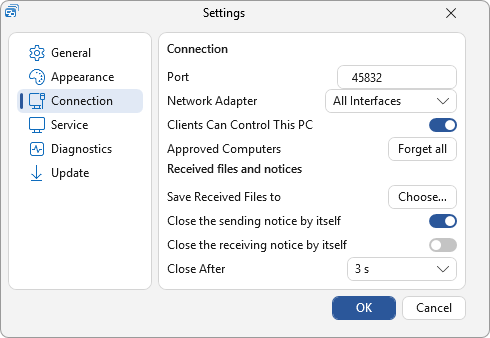 Settings
General
Appearance
Connection
Service
Diagnostics
Update
Connection
Port 45832
Network Adapter All Interfaces
Clients Can Control This PC
Approved Computers Forget all
Received files and notices
Save Received Files to Choose...
Close the sending notice by itself
Close the receiving notice by itself
Close After 3 s
OK Cancel